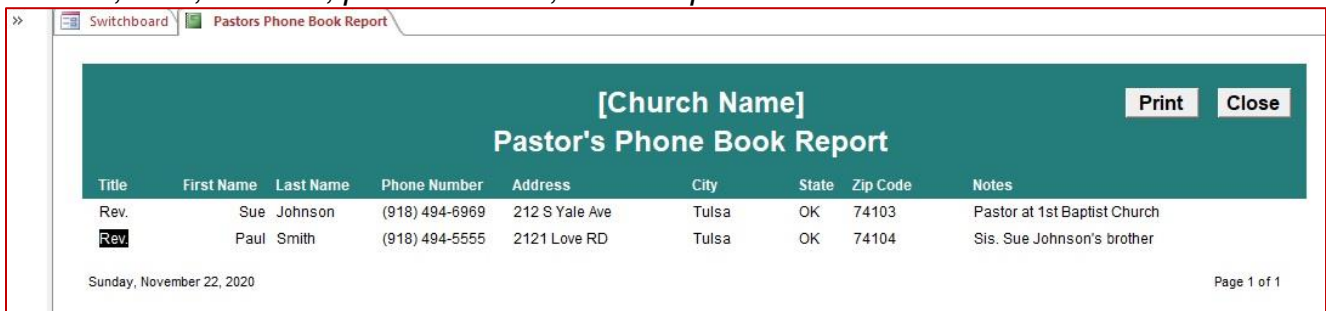 » Switchboard Pastors Phone Book Report
[Church Name] Print Close
Pastor's Phone Book Report
Title First Name Last Name Phone Number Address City State Zip Code Notes
Rev. Sue Johnson (918) 494-6969 212 S Yale Ave Tulsa OK 74103 Pastor at 1st Baptist Church
Rev. Paul Smith (918) 494-5555 2121 Love RD Tulsa OK 74104 Sis. Sue Johnson's brother
Sunday, November 22, 2020 Page 1 of 1